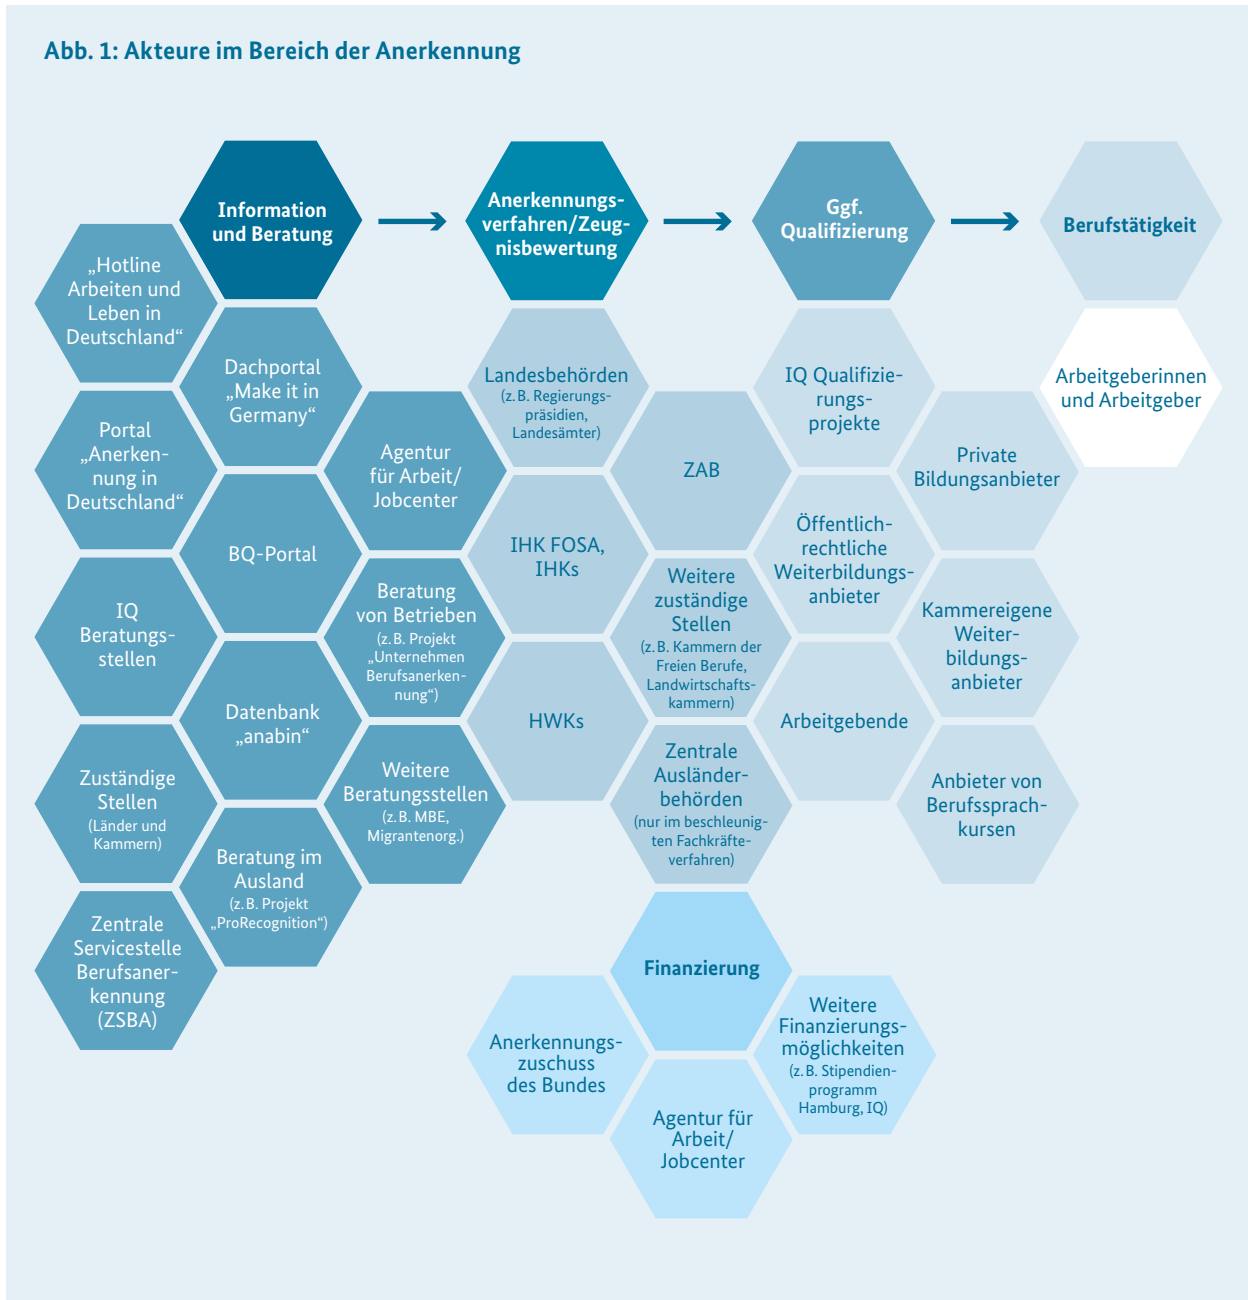 Abb. 1: Akteure im Bereich der Anerkennung
Information
und Beratung
Anerkennungs-
verfahren/Zeug-
nisbewertung
Ggf.
Qualifizierung
Berufstätigkeit
„Hotline
Arbeiten und
Leben in
Deutschland“
Portal
„Anerken-
nung in
Deutschland“
IQ
Beratungs-
stellen
Zuständige
Stellen
(Länder und
Kammern)
Zentrale
Servicestelle
Berufsaner-
kennung
(ZSBA)
Dachportal
„Make it in
Germany“
BQ-Portal
Datenbank
„anabin“
Beratung im
Ausland
(z. B. Projekt
„ProRecognition“)
Agentur
für Arbeit/
Jobcenter
Beratung
von Betrieben
(z. B. Projekt
„Unternehmen
Berufsanerken-
nung“)
Weitere
Beratungsstellen
(z. B. MBE,
Migrantenorg.)
Landesbehörden
(z. B. Regierungs-
präsidien,
Landesämter)
IHK FOSA,
IHKs
HWKs
ZAB
Weitere
zuständige
Stellen
(z. B. Kammern der
Freien Berufe,
Landwirtschafts-
kammern)
Zentrale
Ausländer-
behörden
(nur im beschleunig-
ten Fachkräfte-
verfahren)
IQ Qualifizie-
rungs-
projekte
Öffentlich-
rechtliche
Weiterbildungs-
anbieter
Arbeitgebende
Private
Bildungsanbieter
Kammereigene
Weiter-
bildungs-
anbieter
Anbieter von
Berufssprach-
kursen
Arbeitgeberinnen
und Arbeitgeber
Finanzierung
Anerkennungs-
zuschuss
des Bundes
Agentur für
Arbeit/
Jobcenter
Weitere
Finanzierungs-
möglichkeiten
(z. B. Stipendien-
programm
Hamburg, IQ)